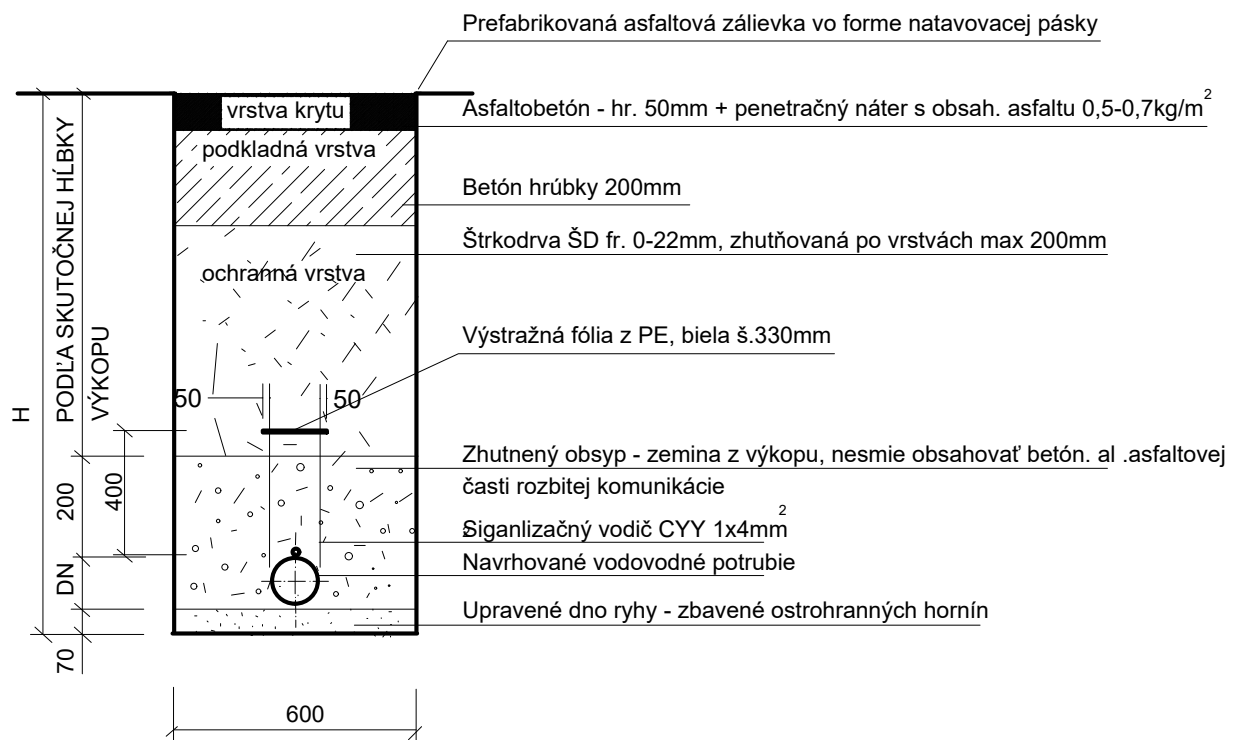 Prefabrikovaná asfaltová zálievka vo forme natavovacej pásky
vrstva krytu
Asfaltobetón - hr. 50mm + penetračný náter s obsah. asfaltu 0,5-0,7kg/m²
podkladná vrstva
Betón hrúbky 200mm
Štrkodrva ŠD fr. 0-22mm, zhutňovaná po vrstvách max 200mm
ochranná vrstva
Výstražná fólia z PE, biela š.330mm
50
50
H
PODĽA SKUTOČNEJ HĹBKY
VÝKOPU
Zhutnený obsyp - zemina z výkopu, nesmie obsahovať betón. al .asfaltovej
časti rozbitej komunikácie
200
400
Siganlizačný vodič CYY 1x4mm²
Navrhované vodovodné potrubie
DN
Upravené dno ryhy - zbavené ostrohranných hornín
70
600